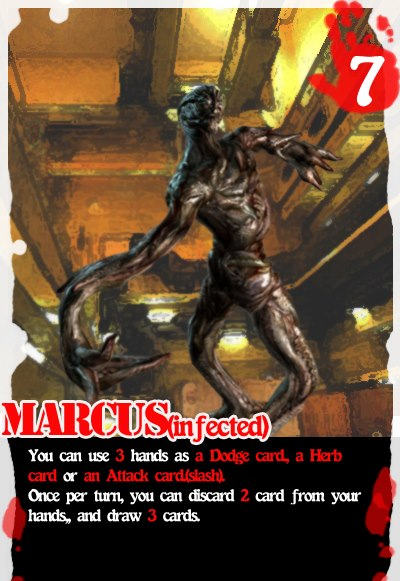 7
MARCUS(infected)
You can use 3 hands as a Dodge card., a Herb
card or an Attack card.(slash).
Once per turn, you can discard 2 card from your
hands,, and draw 3 cards.